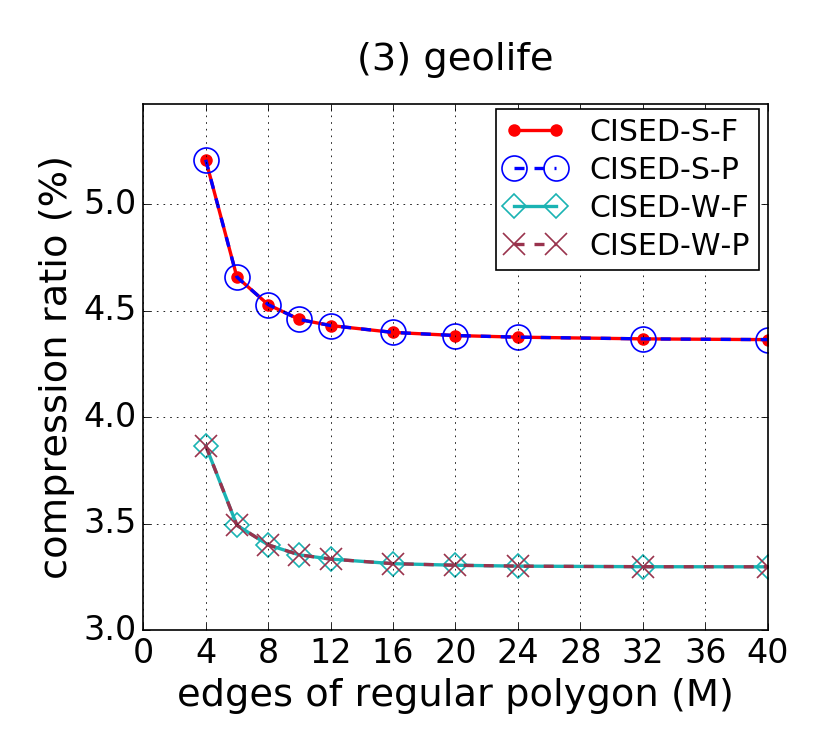 (3) geolife
CISED-S-F
CISED-S-P
CISED-W-F
CISED-W-P
compression ratio (%)
5.0
4.5
4.0
3.5
3.0
0 4 8 12 16 20 24 28 32 36 40
edges of regular polygon (M)